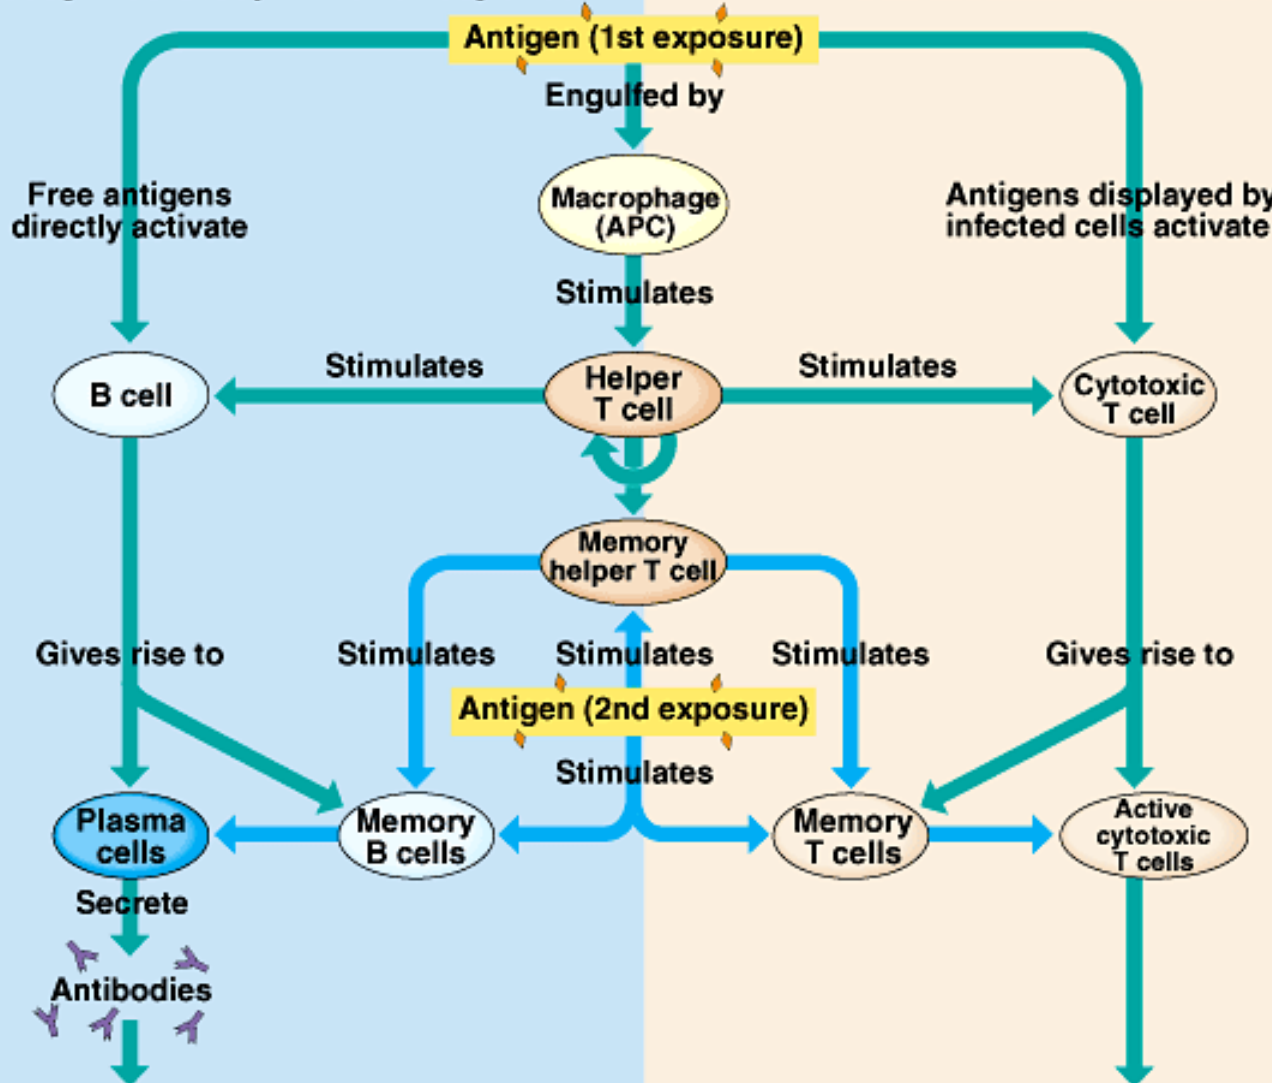 Antigen (1st exposure)
Engulfed by
Macrophage
(APC)
Free antigens
directly activate
Antigens displayed by
infected cells activate
Stimulates
B cell
Stimulates
Helper
T cell
Stimulates
Cytotoxic
T cell
Memory
helper T cell
Gives rise to
Stimulates
Stimulates
Stimulates
Gives rise to
Antigen (2nd exposure)
Stimulates
Plasma
cells
Memory
B cells
Memory
T cells
Active
cytotoxic
T cells
Secrete
Antibodies